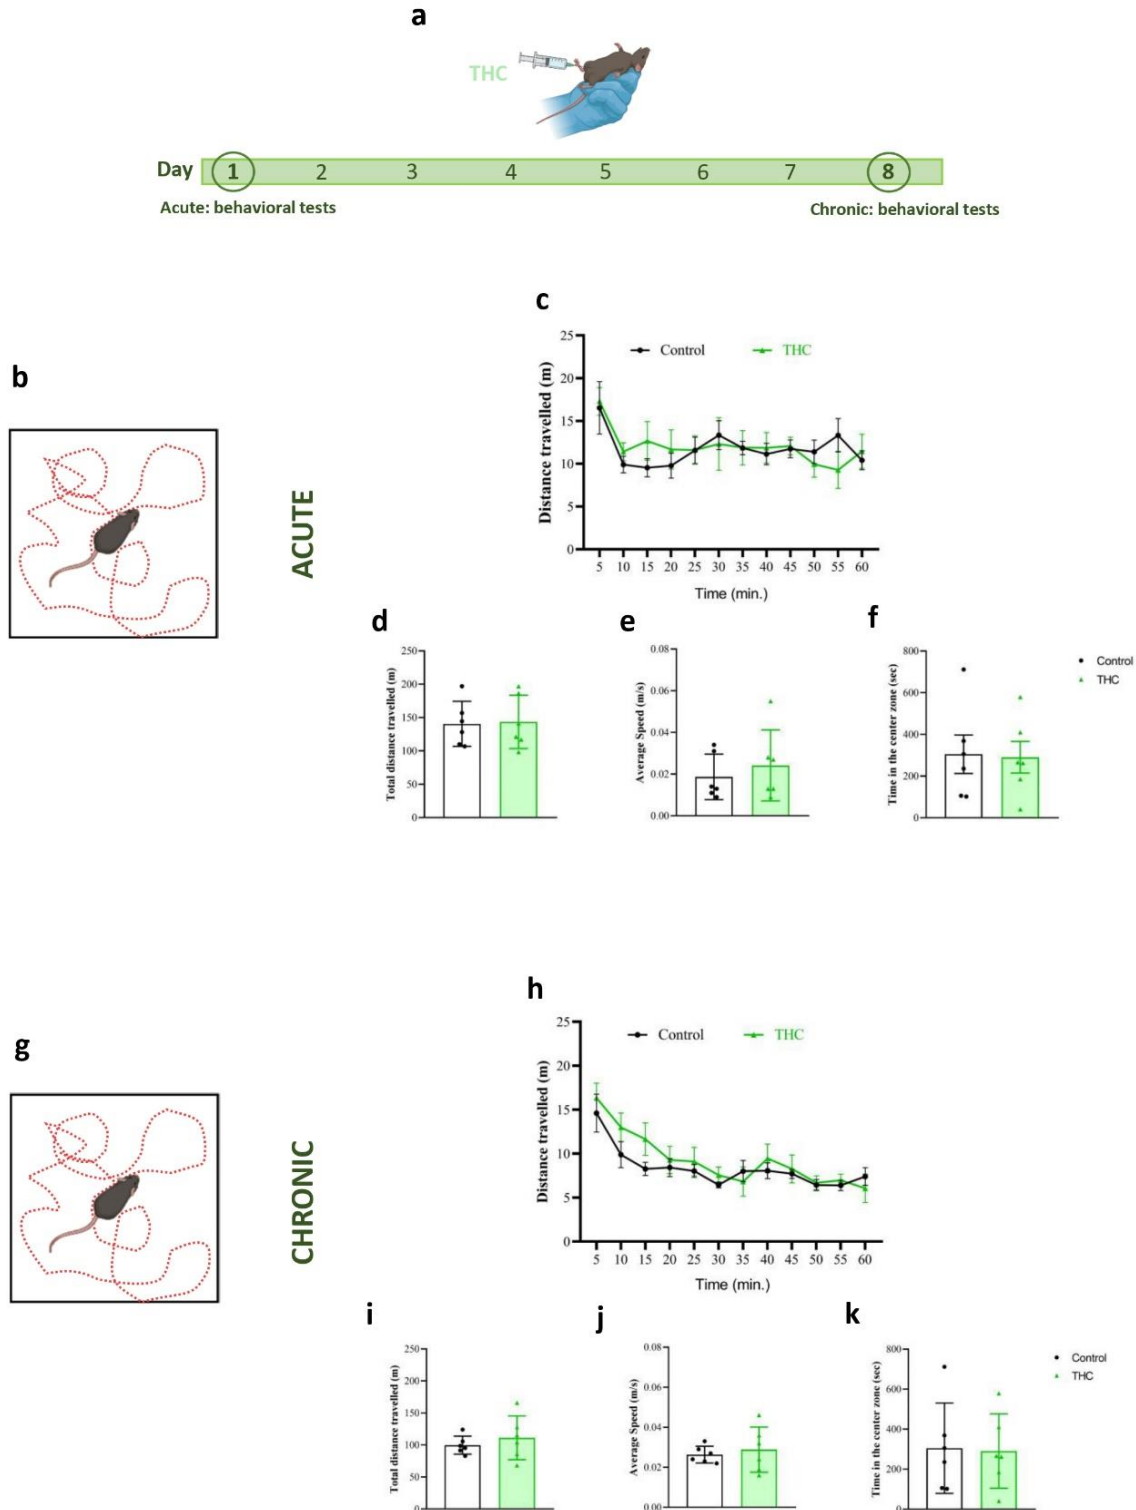 a
THC
Day 1 2 3 4 5 6 7 8
Acute: behavioral tests
Chronic: behavioral tests
b
ACUTE
c
Control THC
Distance travelled (m)
25
20
15
10
5
0
5 10 15 20 25 30 35 40 45 50 55 60
Time (min.)
d
Total distance travelled (m)
250
200
150
100
50
0
e
Average Speed (m/s)
0.08
0.06
0.04
0.02
0.00
f
Time in the center zone (sec)
800
600
400
200
0
Control
THC
g
CHRONIC
h
Control THC
Distance travelled (m)
25
20
15
10
5
0
5 10 15 20 25 30 35 40 45 50 55 60
Time (min.)
i
Total distance travelled (m)
250
200
150
100
50
0
j
Average Speed (m/s)
0.08
0.06
0.04
0.02
0.00
k
Time in the center zone (sec)
800
600
400
200
0
Control
THC